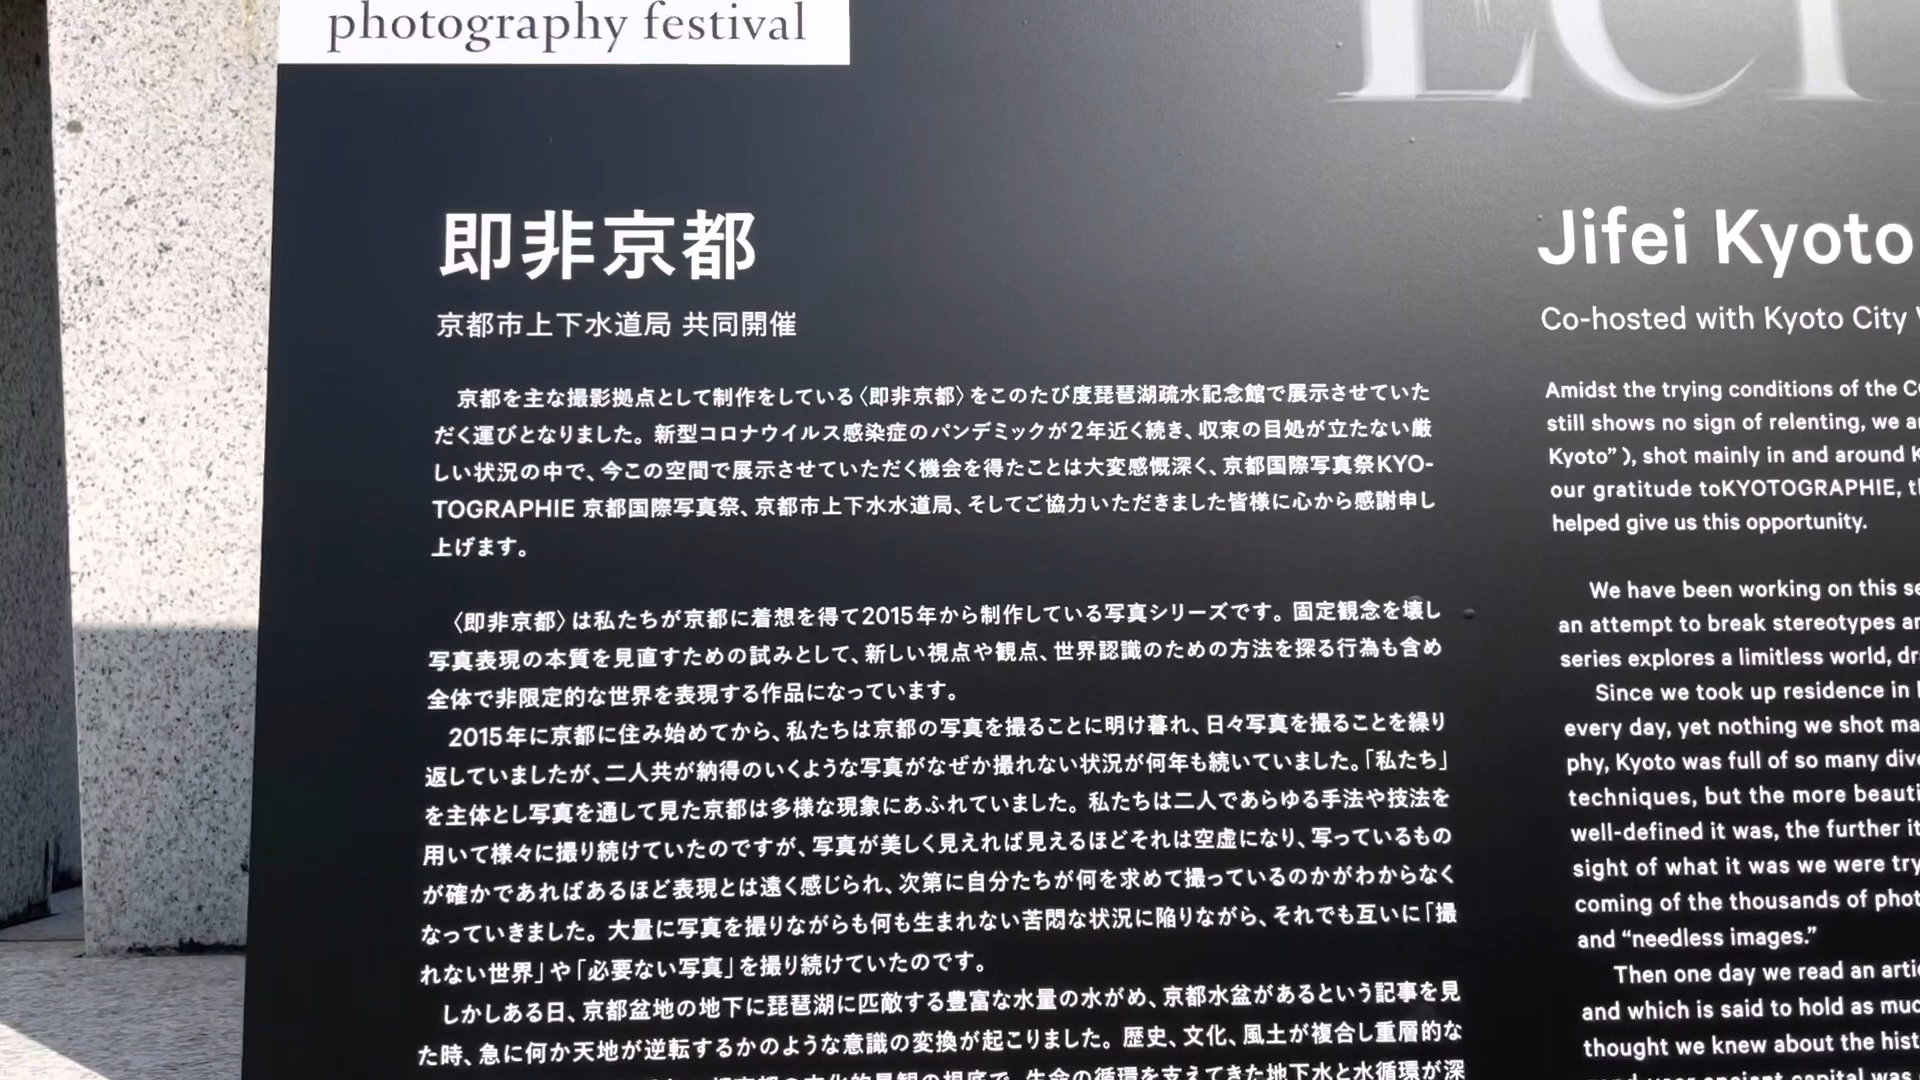 photography festival
即非京都
京都市上下水道局 共同開催
京都を主な撮影拠点として制作をしている〈即非京都〉をこのたび度琵琶湖疏水記念館で展示させていた
だく運びとなりました。新型コロナウイルス感染症のパンデミックが2年近く続き、収束の目処が立たない厳
しい状況の中で、今この空間で展示させていただく機会を得たことは大変感慨深く、京都国際写真祭KYO-
TOGRAPHIE 京都国際写真祭、京都市上下水水道局、そしてご協力いただきました皆様に心から感謝申し
上げます。
〈即非京都〉は私たちが京都に着想を得て2015年から制作している写真シリーズです。固定観念を壊し
写真表現の本質を見直すための試みとして、新しい視点や観点、世界認識のための方法を探る行為も含め
全体で非限定的な世界を表現する作品になっています。
2015年に京都に住み始めてから、私たちは京都の写真を撮ることに明け暮れ、日々写真を撮ることを繰り
返していましたが、二人共が納得のいくような写真がなぜか撮れない状況が何年も続いていました。「私たち」
を主体とし写真を通して見た京都は多様な現象にあふれていました。私たちは二人であらゆる手法や技法を
用いて様々に撮り続けていたのですが、写真が美しく見えれば見えるほどそれは空虚になり、写っているもの
が確かであればあるほど表現とは遠く感じられ、次第に自分たちが何を求めて撮っているのかがわからなく
なっていきました。大量に写真を撮りながらも何も生まれない苦悶な状況に陥りながら、それでも互いに「撮
れない世界」や「必要ない写真」を撮り続けていたのです。
しかしある日、京都盆地の地下に琵琶湖に匹敵する豊富な水量の水がめ、京都水盆があるという記事を見
た時、急に何か天地が逆転するかのような意識の変換が起こりました。歴史、文化、風土が複合し重層的な
都京都の文化的景観の根底で、生命の循環を支えてきた地下水と水循環が深
Jifei Kyoto
Co-hosted with Kyoto City
Amidst the trying conditions of the
still shows no sign of relenting, we
Kyoto” ), shot mainly in and around
our gratitude toKYOTOGRAPHIE,
helped give us this opportunity.
We have been working on this
an attempt to break stereotypes
series explores a limitless world,
Since we took up residence in
every day, yet nothing we shot
phy, Kyoto was full of so many
techniques, but the more
well-defined it was, the further
sight of what it was we were
coming of the thousands of
and “needless images.”
Then one day we read an
and which is said to hold as
thought we knew about the
ancient capital was